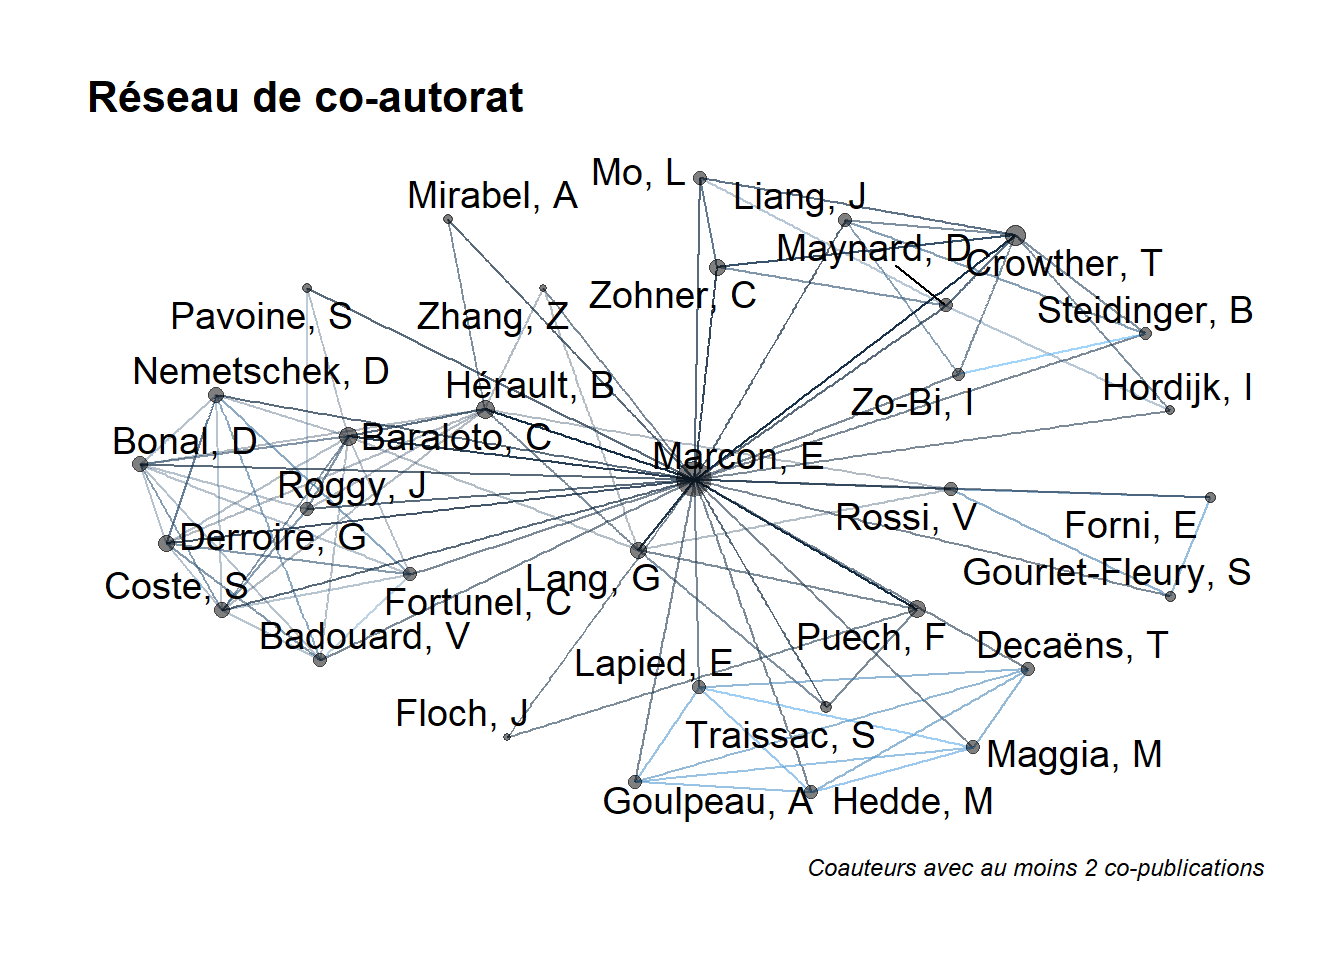 Réseau de co-autorat
Mo, L
Mirabel, A
Liang, J
Maynard, D
Crowther, T
Zohner, C
Steidinger, B
Pavoine, S
Zhang, Z
Nemetschek, D
Hérault, B
Hordijk, I
Zo-Bi, I
Bonal, D
Baraloto, C
Marcon, E
Roggy, J
Rossi, V
Forni, E
Derroire, G
Gourlet-Fleury, S
Coste, S
Lang, G
Fortunel, C
Badouard, V
Puech, F
Decaëns, T
Lapied, E
Floch, J
Traissac, S
Maggia, M
Goulpeau, A
Hedde, M
Coauteurs avec au moins 2 co-publications